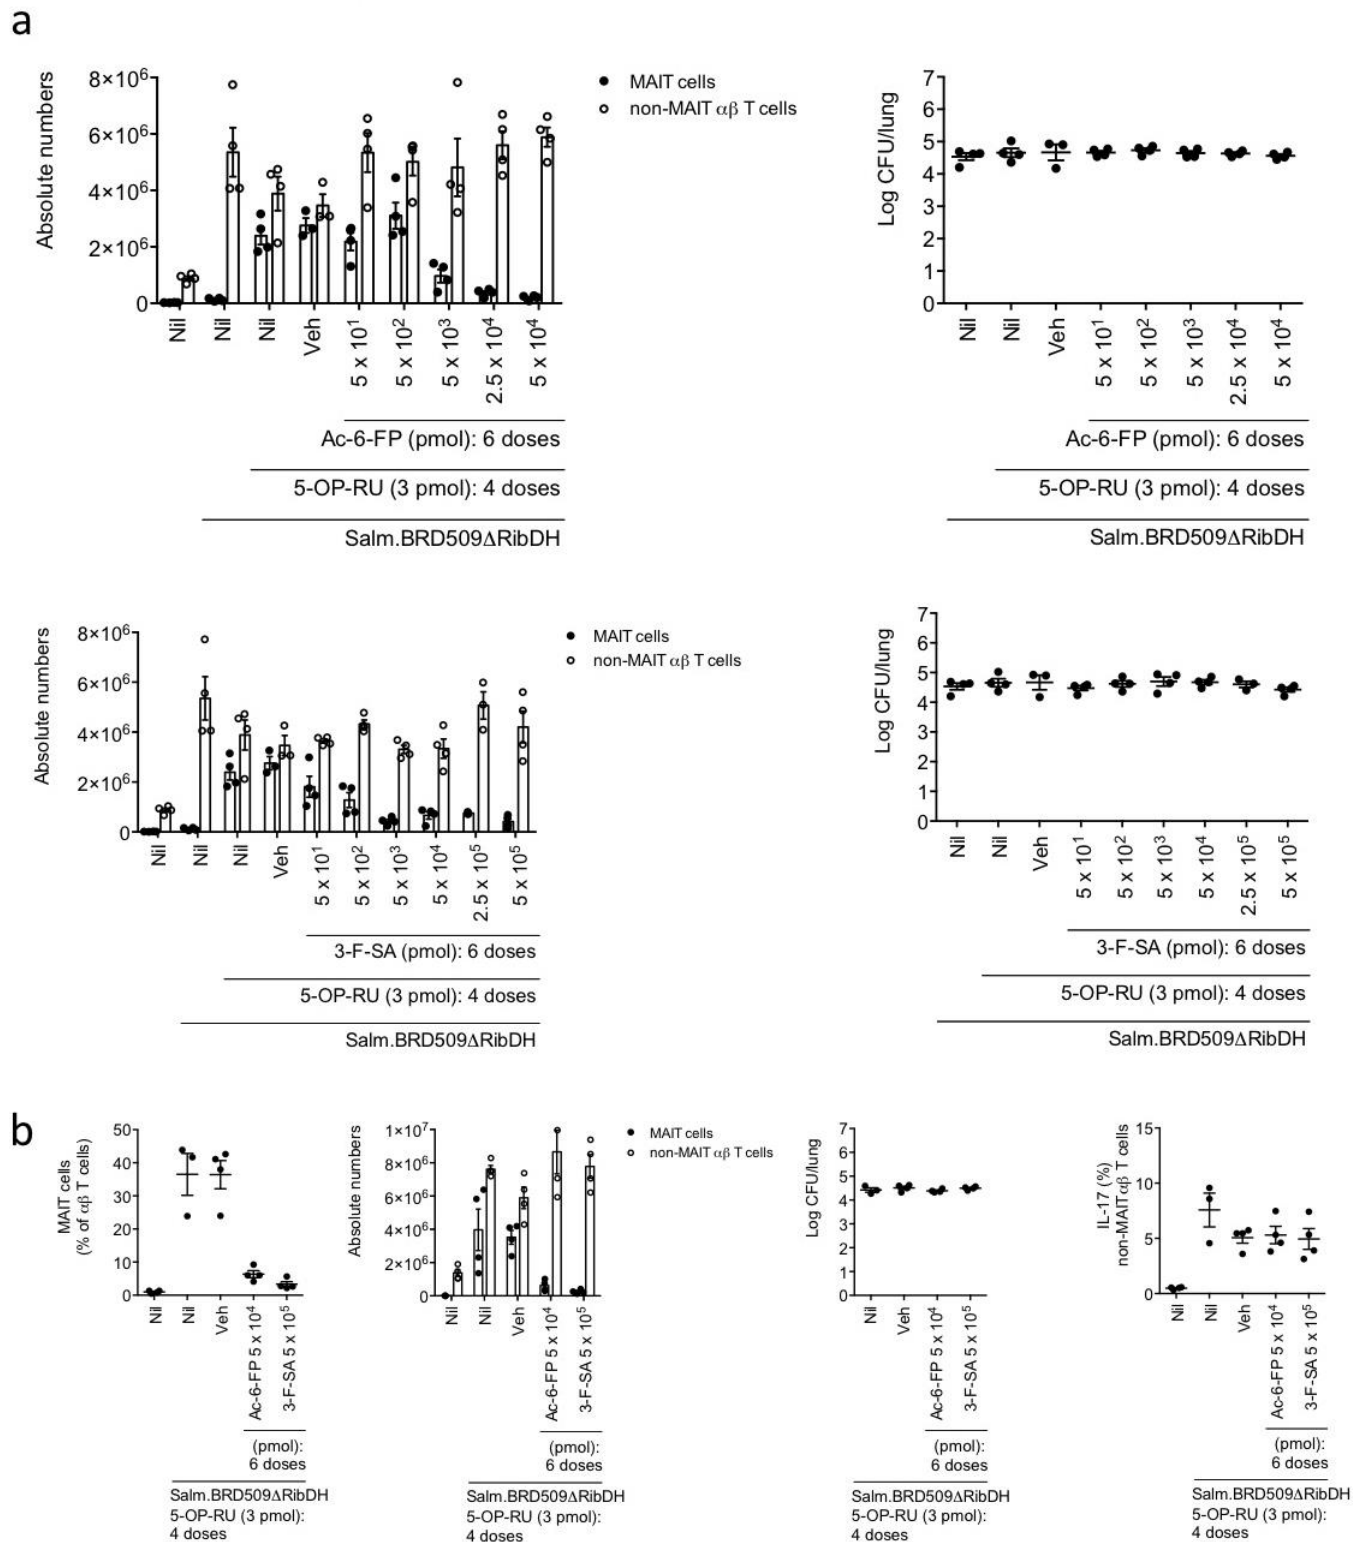 a
Absolute numbers
8×10⁶
6×10⁶
4×10⁶
2×10⁶
0
MAIT cells
non-MAIT αβ T cells
Nil
Nil
Nil
Veh
5 x 10¹
5 x 10²
5 x 10³
2.5 x 10⁴
5 x 10⁴
Ac-6-FP (pmol): 6 doses
5-OP-RU (3 pmol): 4 doses
Salm.BRD509ΔRibDH
Log CFU/lung
7
6
5
4
3
2
1
0
Nil
Nil
Veh
5 x 10¹
5 x 10²
5 x 10³
2.5 x 10⁴
5 x 10⁴
Ac-6-FP (pmol): 6 doses
5-OP-RU (3 pmol): 4 doses
Salm.BRD509ΔRibDH
Absolute numbers
8×10⁶
6×10⁶
4×10⁶
2×10⁶
0
MAIT cells
non-MAIT αβ T cells
Nil
Nil
Nil
Veh
5 x 10¹
5 x 10²
5 x 10³
5 x 10⁴
2.5 x 10⁵
5 x 10⁵
3-F-SA (pmol): 6 doses
5-OP-RU (3 pmol): 4 doses
Salm.BRD509ΔRibDH
Log CFU/lung
7
6
5
4
3
2
1
0
Nil
Nil
Veh
5 x 10¹
5 x 10²
5 x 10³
5 x 10⁴
2.5 x 10⁵
5 x 10⁵
3-F-SA (pmol): 6 doses
5-OP-RU (3 pmol): 4 doses
Salm.BRD509ΔRibDH
b
MAIT cells
(% of αβ T cells)
50
40
30
20
10
0
Nil
Nil
Veh
Ac-6-FP 5 x 10⁴
3-F-SA 5 x 10⁵
(pmol):
6 doses
Salm.BRD509ΔRibDH
5-OP-RU (3 pmol):
4 doses
Absolute numbers
1×10⁷
8×10⁶
6×10⁶
4×10⁶
2×10⁶
0
MAIT cells
non-MAIT αβ T cells
Nil
Nil
Veh
Ac-6-FP 5 x 10⁴
3-F-SA 5 x 10⁵
(pmol):
6 doses
Salm.BRD509ΔRibDH
5-OP-RU (3 pmol):
4 doses
Log CFU/lung
7
6
5
4
3
2
1
0
Nil
Veh
Ac-6-FP 5 x 10⁴
3-F-SA 5 x 10⁵
(pmol):
6 doses
Salm.BRD509ΔRibDH
5-OP-RU (3 pmol):
4 doses
IL-17 (%)
non-MAIT αβ T cells
15
10
5
0
Nil
Nil
Veh
Ac-6-FP 5 x 10⁴
3-F-SA 5 x 10⁵
(pmol):
6 doses
Salm.BRD509ΔRibDH
5-OP-RU (3 pmol):
4 doses